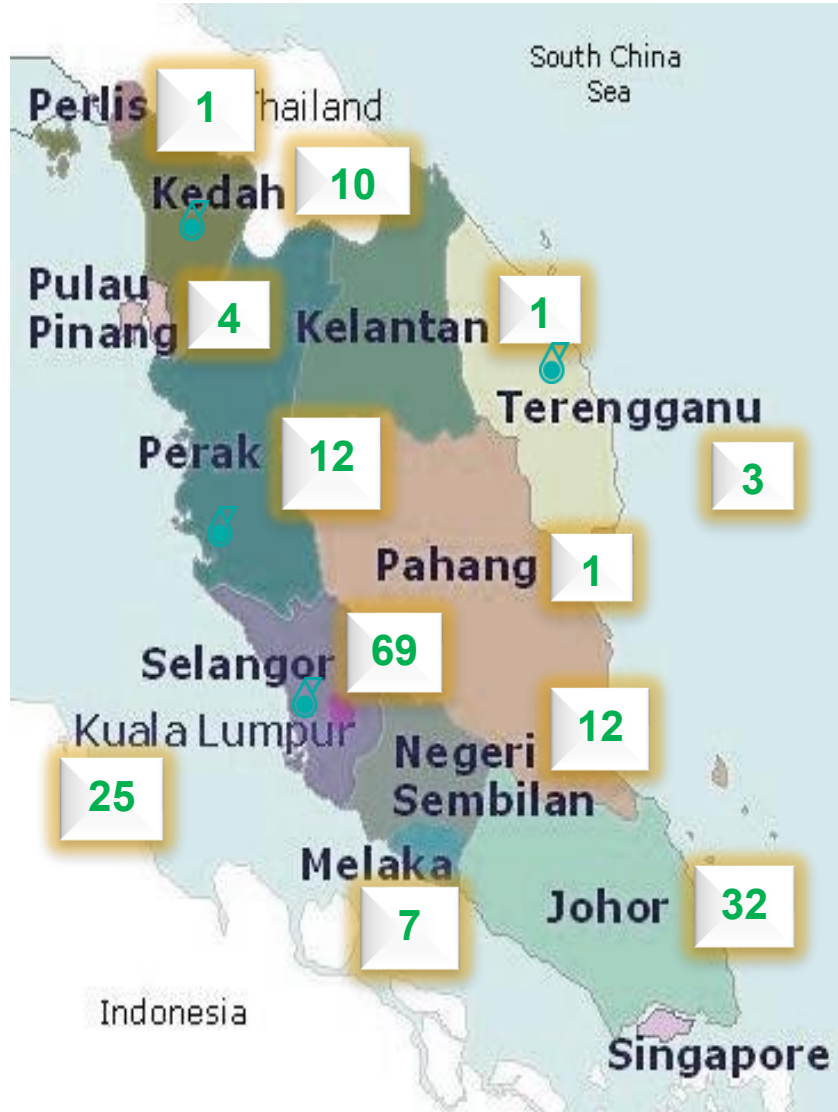 South China
Sea
Perlis
1
Thailand
Kedah
10
Pulau
Pinang
4
Kelantan
1
Terengganu
3
Perak
12
Pahang
1
Selangor
69
Kuala Lumpur
25
Negeri
Sembilan
12
Melaka
7
Johor
32
Indonesia
Singapore